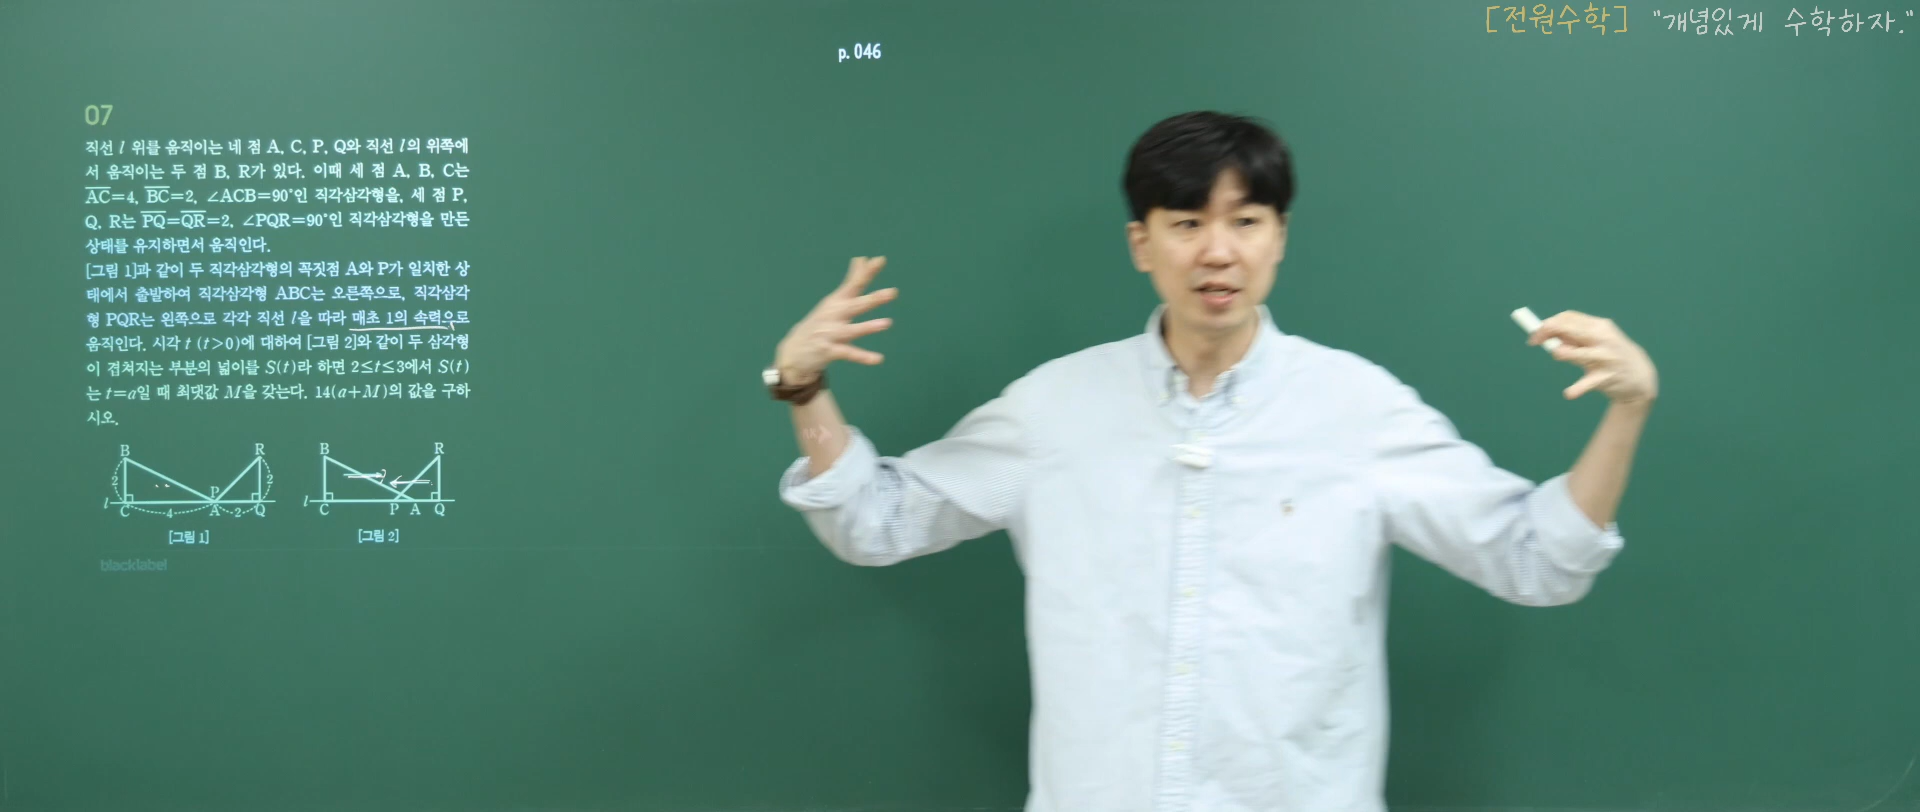 [전원수학] "개념있게 수학하자."
p. 046
07
직선 l 위를 움직이는 네 점 A, C, P, Q와 직선 l의 위쪽에
서 움직이는 두 점 B, R가 있다. 이때 세 점 A, B, C는
AC=4, BC=2, ∠ACB=90°인 직각삼각형을, 세 점 P,
Q, R는 PQ=QR=2, ∠PQR=90°인 직각삼각형을 만든
상태를 유지하면서 움직인다.
[그림 1]과 같이 두 직각삼각형의 꼭짓점 A와 P가 일치한 상
태에서 출발하여 직각삼각형 ABC는 오른쪽으로, 직각삼각
형 PQR는 왼쪽으로 각각 직선 l을 따라 매초 1의 속력으로
움직인다. 시각 t (t>0)에 대하여 [그림 2]와 같이 두 삼각형
이 겹쳐지는 부분의 넓이를 S(t)라 하면 2≤t≤3에서 S(t)
는 t=a일 때 최댓값 M을 갖는다. 14(a+M)의 값을 구하
시오.
B R B R
2 P 2
l C 4 A 2 Q l C P A Q
[그림 1] [그림 2]
blacklabel